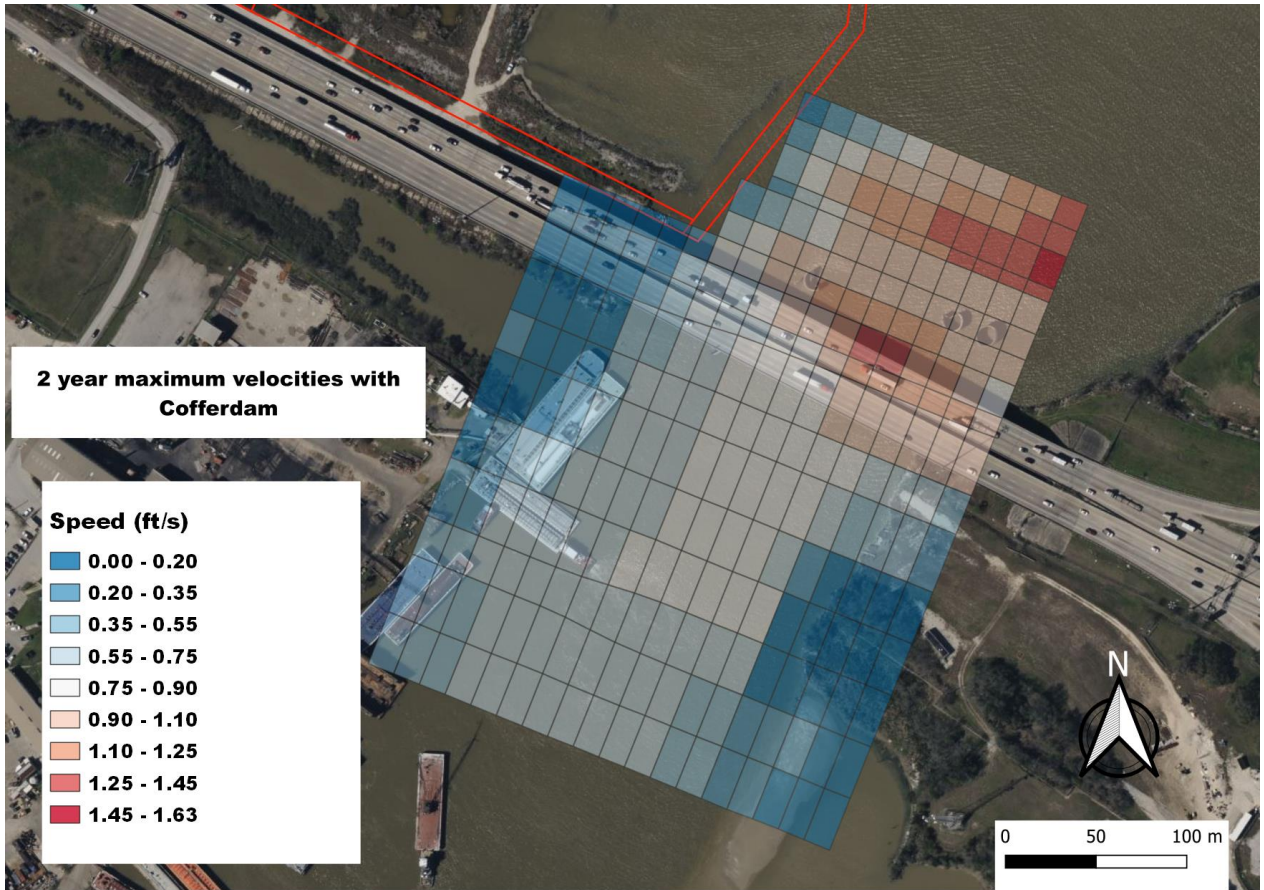 2 year maximum velocities with
Cofferdam
Speed (ft/s)
0.00 - 0.20
0.20 - 0.35
0.35 - 0.55
0.55 - 0.75
0.75 - 0.90
0.90 - 1.10
1.10 - 1.25
1.25 - 1.45
1.45 - 1.63
N
0 50 100 m